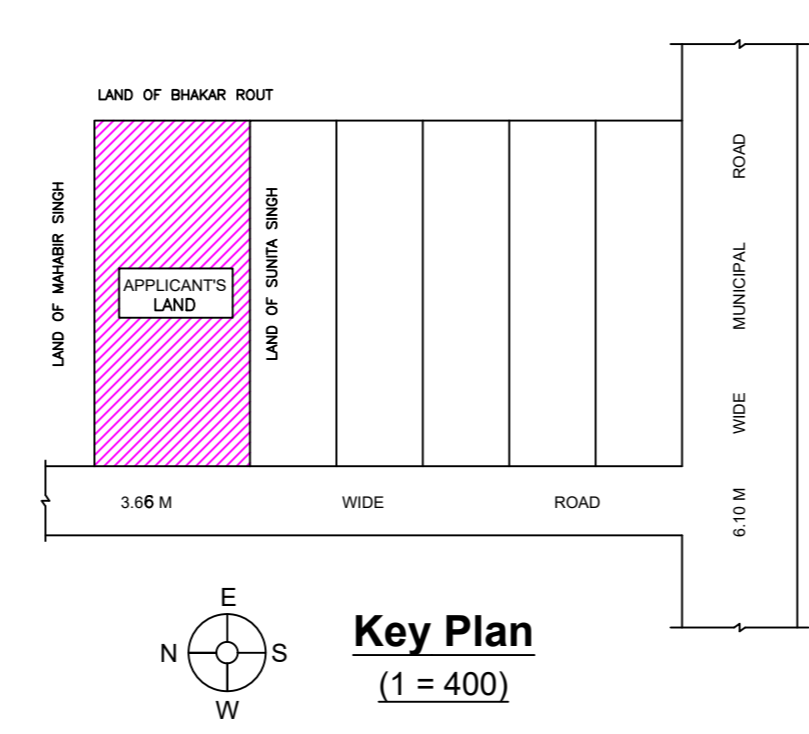 LAND OF BHAKAR ROUT
LAND OF MAHABIR SINGH
APPLICANT'S
LAND
LAND OF SUNITA SINGH
3.66 M WIDE ROAD
6.10 M WIDE MUNICIPAL ROAD
E
N S
W
Key Plan
(1 = 400)